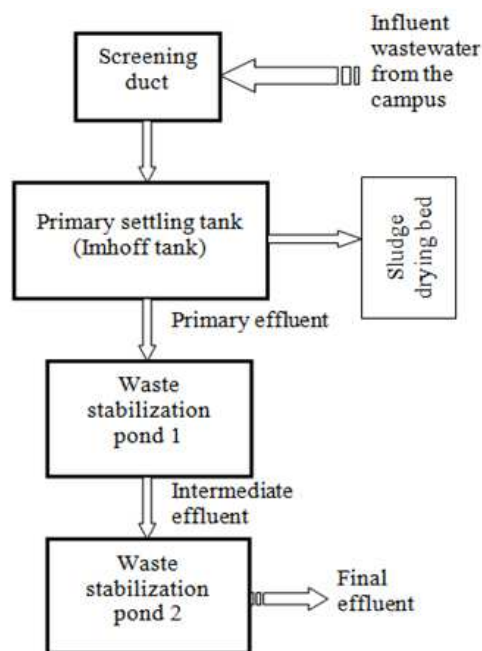 Screening
duct
Influent
wastewater
from the
campus
Primary settling tank
(Imhoff tank)
Sludge
drying bed
Primary effluent
Waste
stabilization
pond 1
Intermediate
effluent
Waste
stabilization
pond 2
Final
effluent